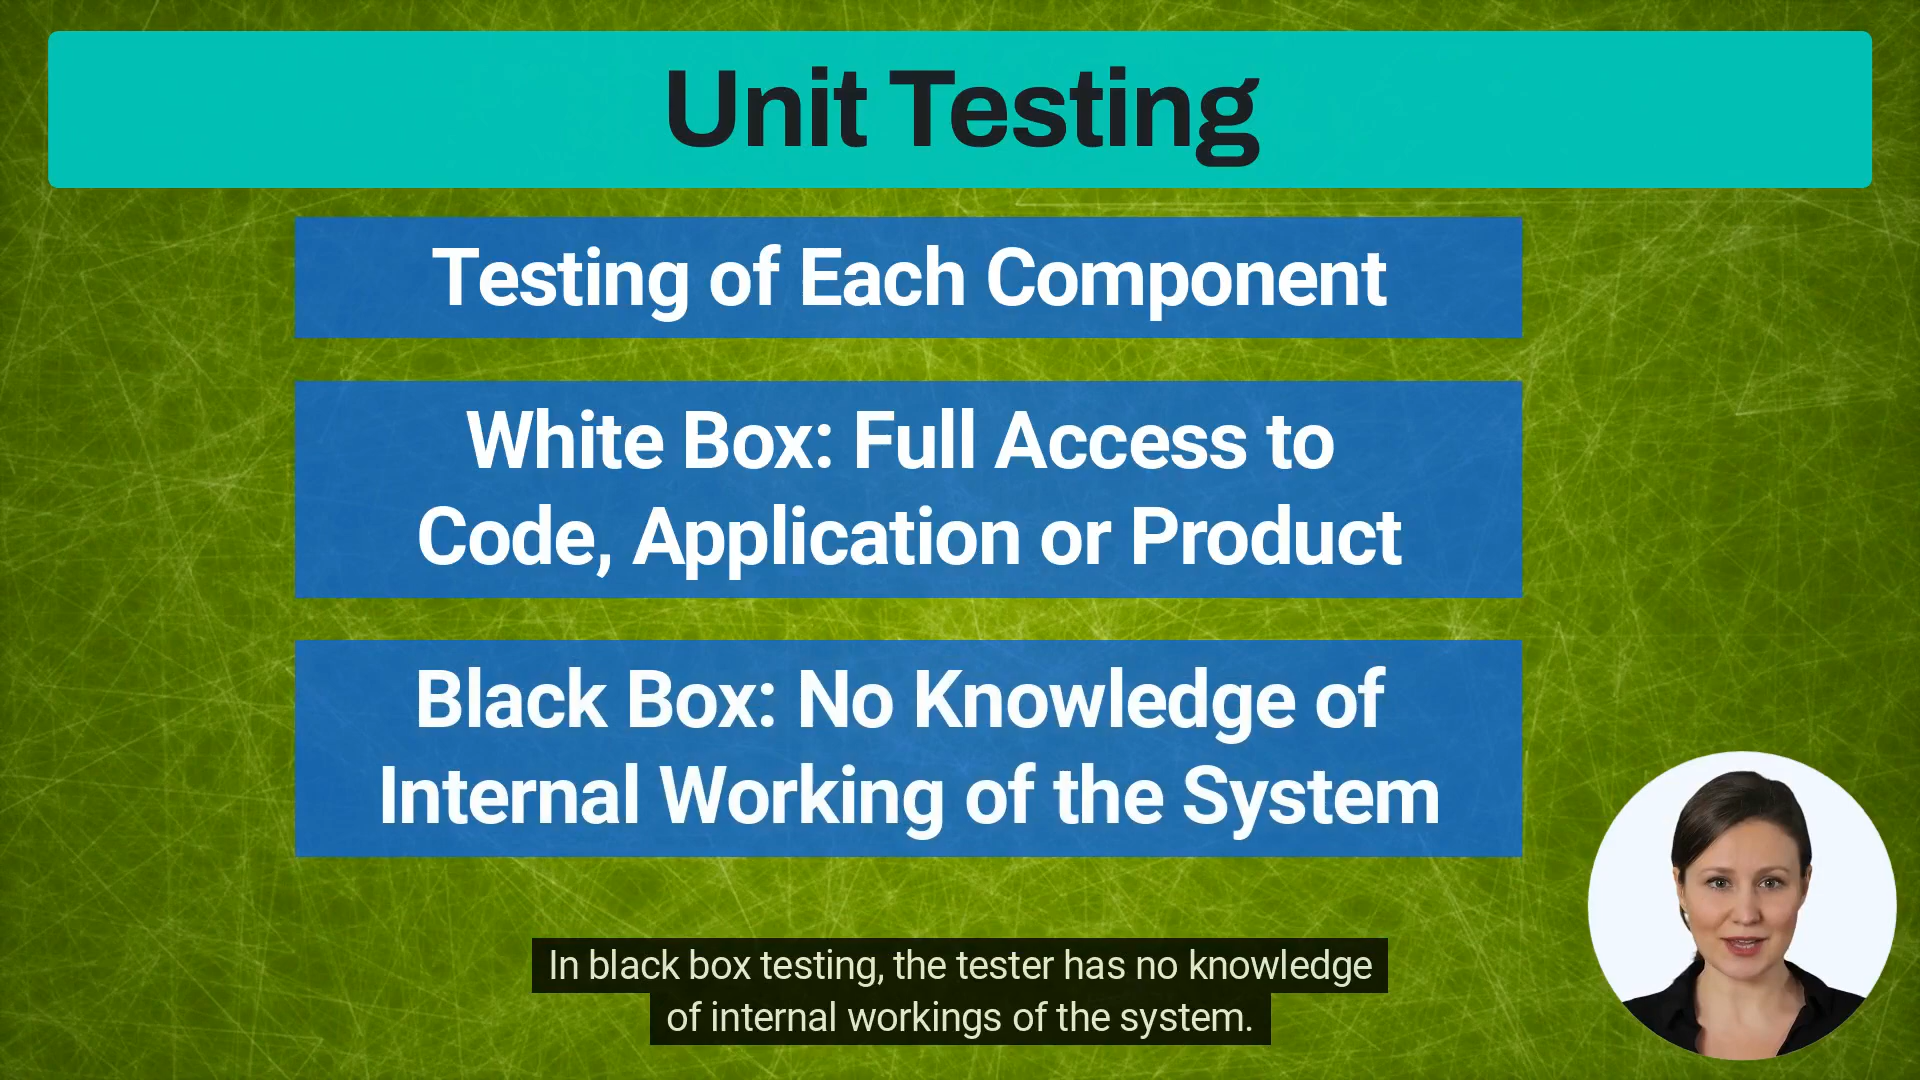 Unit Testing
Testing of Each Component
White Box: Full Access to
Code, Application or Product
Black Box: No Knowledge of
Internal Working of the System
In black box testing, the tester has no knowledge
of internal workings of the system.